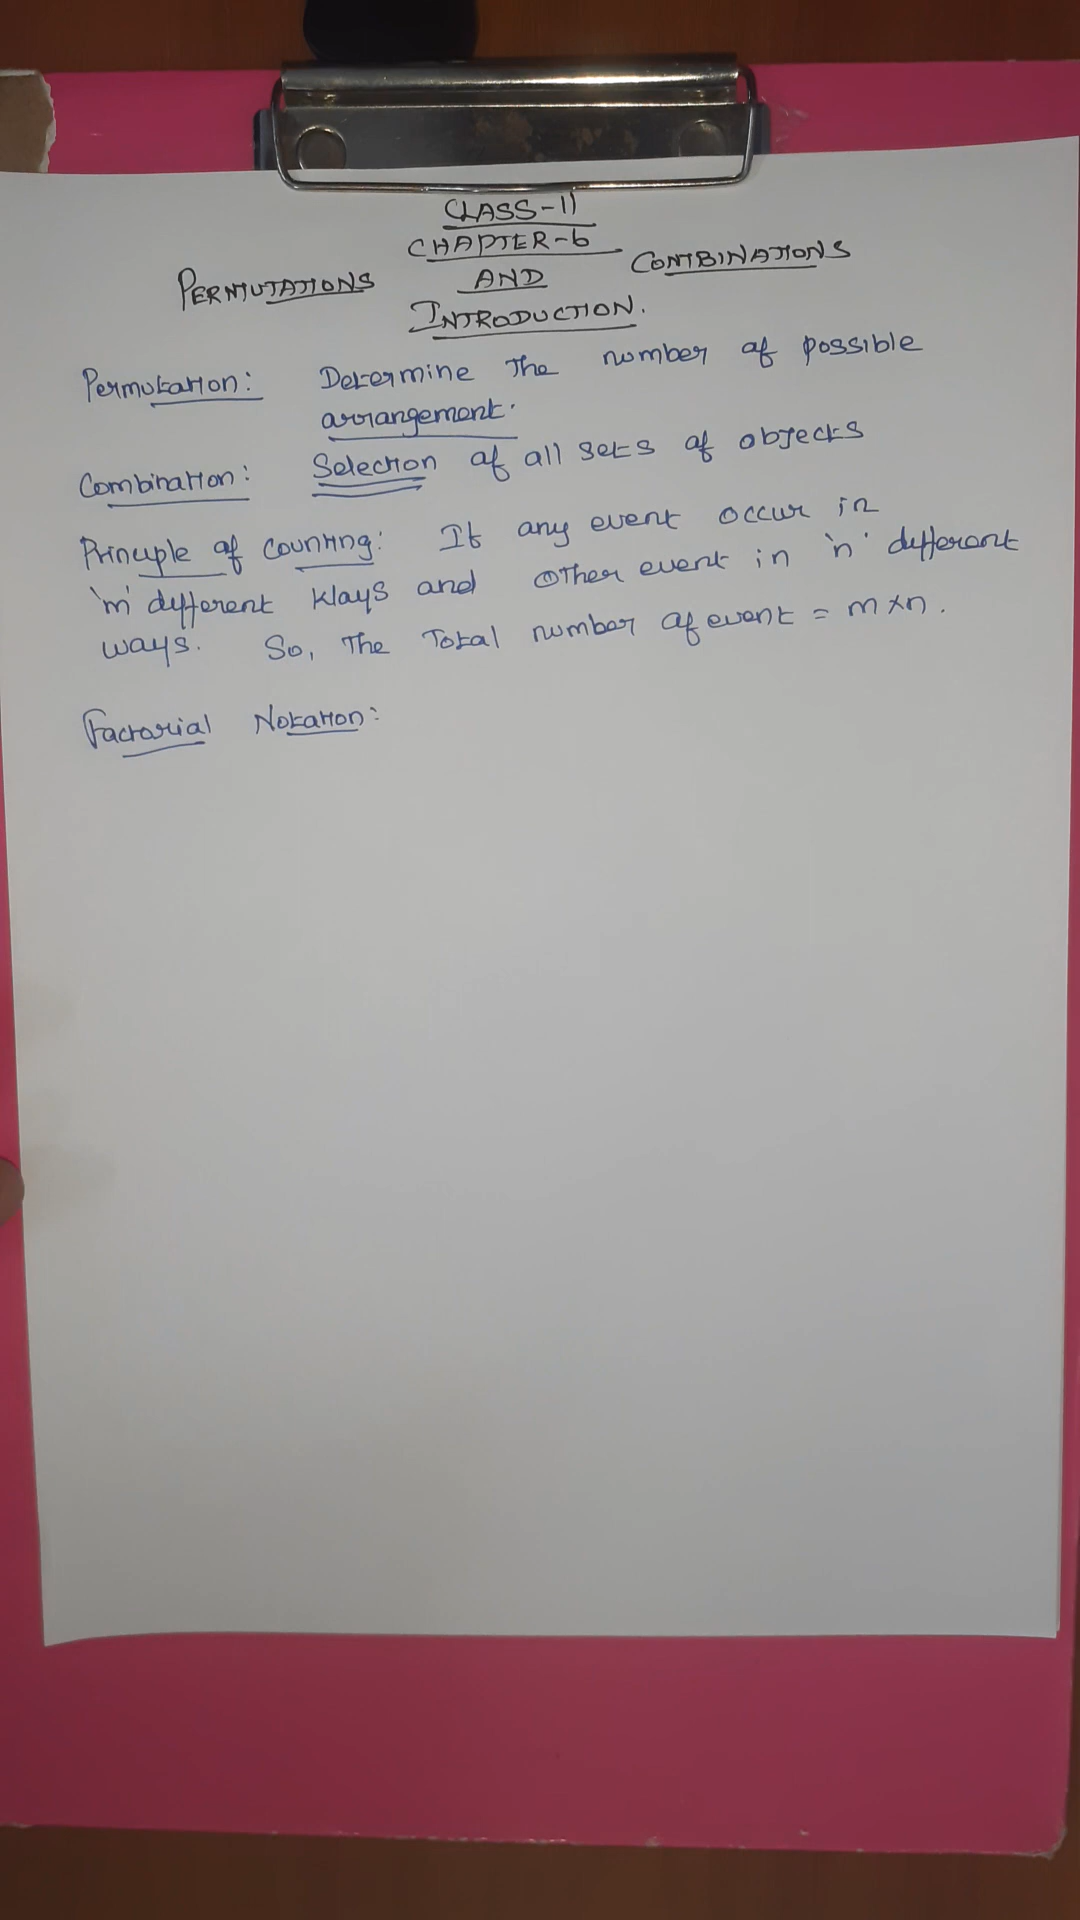 CLASS-11
CHAPTER-6
PERMUTATIONS AND COMBINATIONS
INTRODUCTION.
Permutation: Determine The number of possible
arrangement.
Combination: Selection of all sets of objects
Principle of counting: If any event occur in
'm' different ways and other event in 'n' different
ways. So, The Total number of event = m×n.
Factorial Notation: